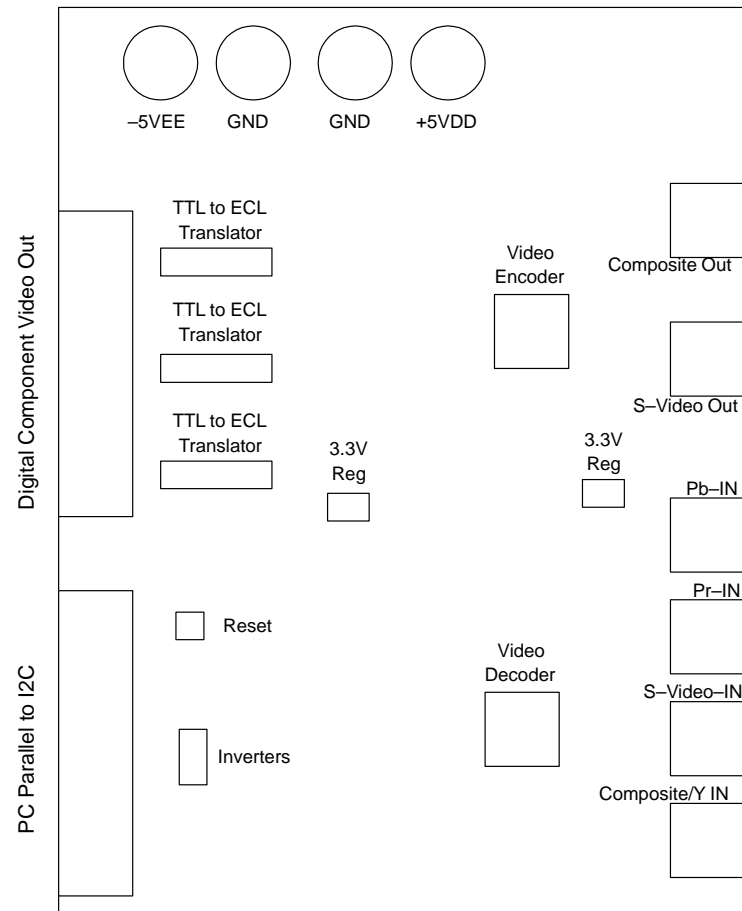 –5VEE
GND
GND
+5VDD
Digital Component Video Out
TTL to ECL
Translator
TTL to ECL
Translator
TTL to ECL
Translator
Video
Encoder
Composite Out
S–Video Out
3.3V
Reg
3.3V
Reg
Pb–IN
Pr–IN
PC Parallel to I2C
Reset
Inverters
Video
Decoder
S–Video–IN
Composite/Y IN